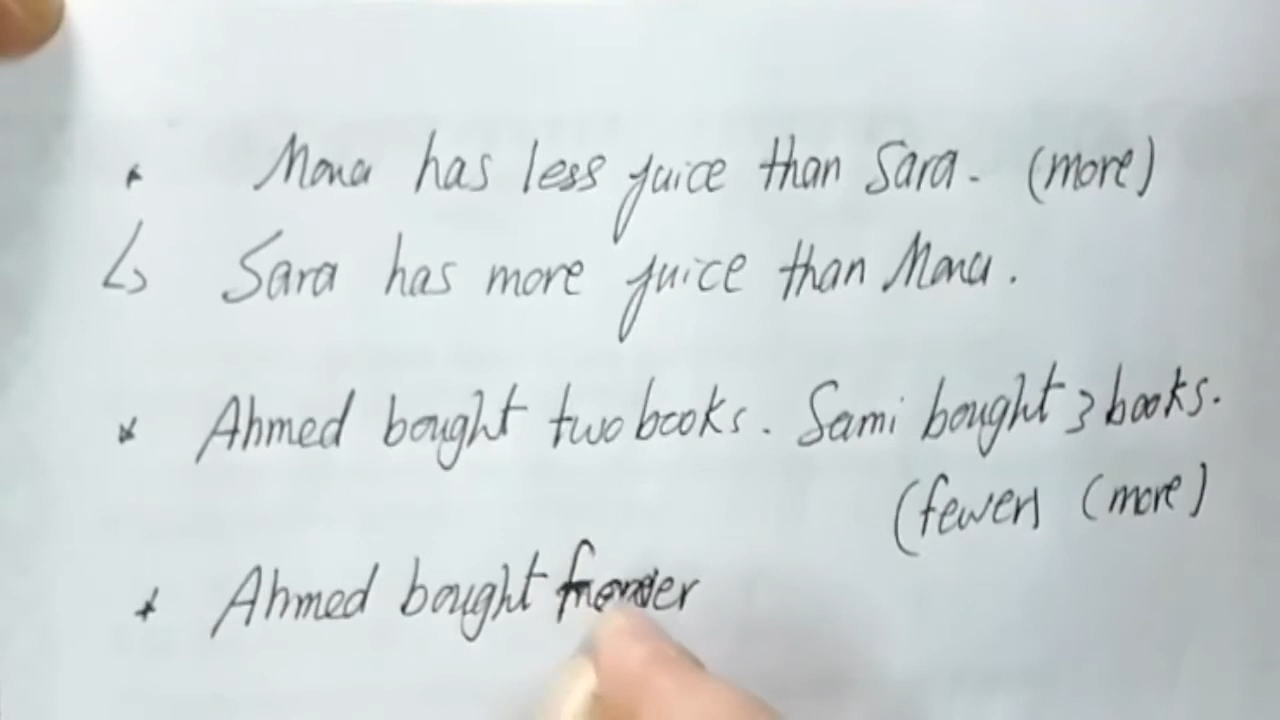 Mona has less juice than Sara. (more)
Sara has more juice than Mona.
Ahmed bought two books. Sami bought 3 books.
(fewer) (more)
Ahmed bought